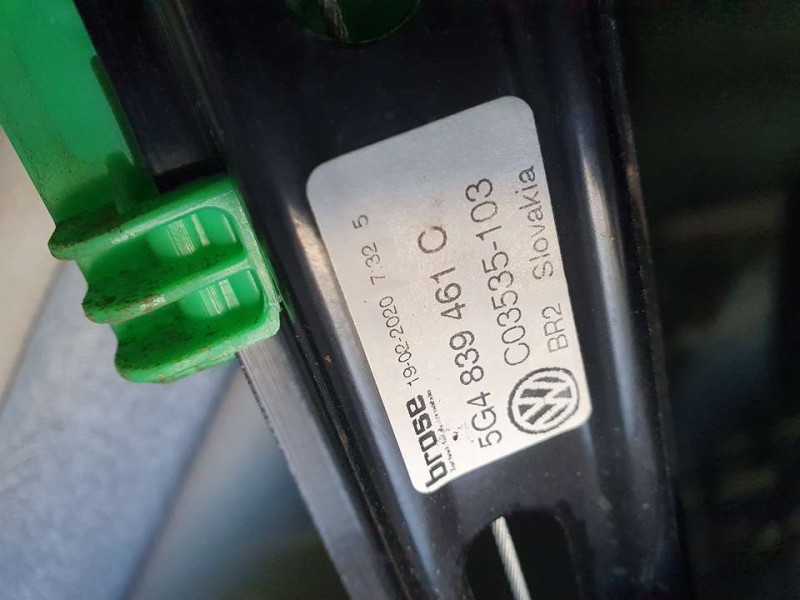 brose 19-02-2020 7:32 5
5G4 839 461 C
C03535-103
BR2 Slovakia